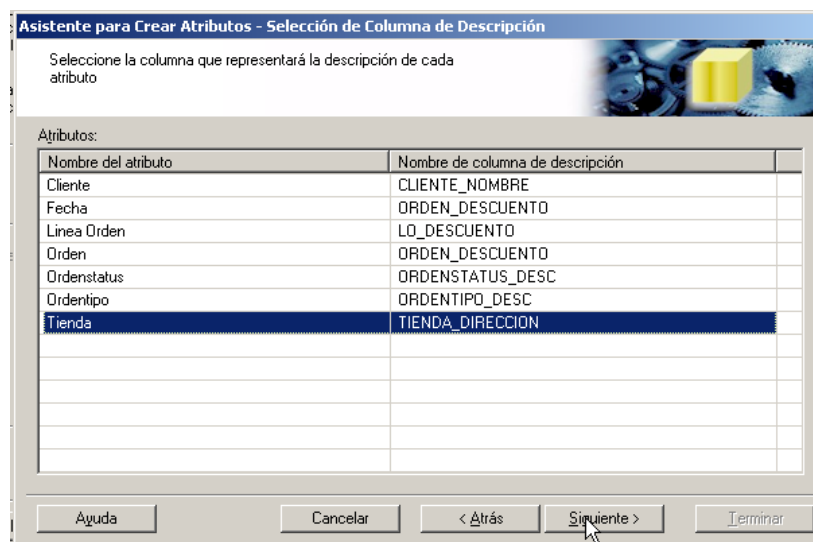 Asistente para Crear Atributos - Selección de Columna de Descripción
Seleccione la columna que representará la descripción de cada
atributo
Atributos:
Nombre del atributo Nombre de columna de descripción
Cliente CLIENTE_NOMBRE
Fecha ORDEN_DESCUENTO
Linea Orden LO_DESCUENTO
Orden ORDEN_DESCUENTO
Ordenstatus ORDENSTATUS_DESC
Ordentipo ORDENTIPO_DESC
Tienda TIENDA_DIRECCION
Ayuda Cancelar < Atrás Siguiente > Terminar